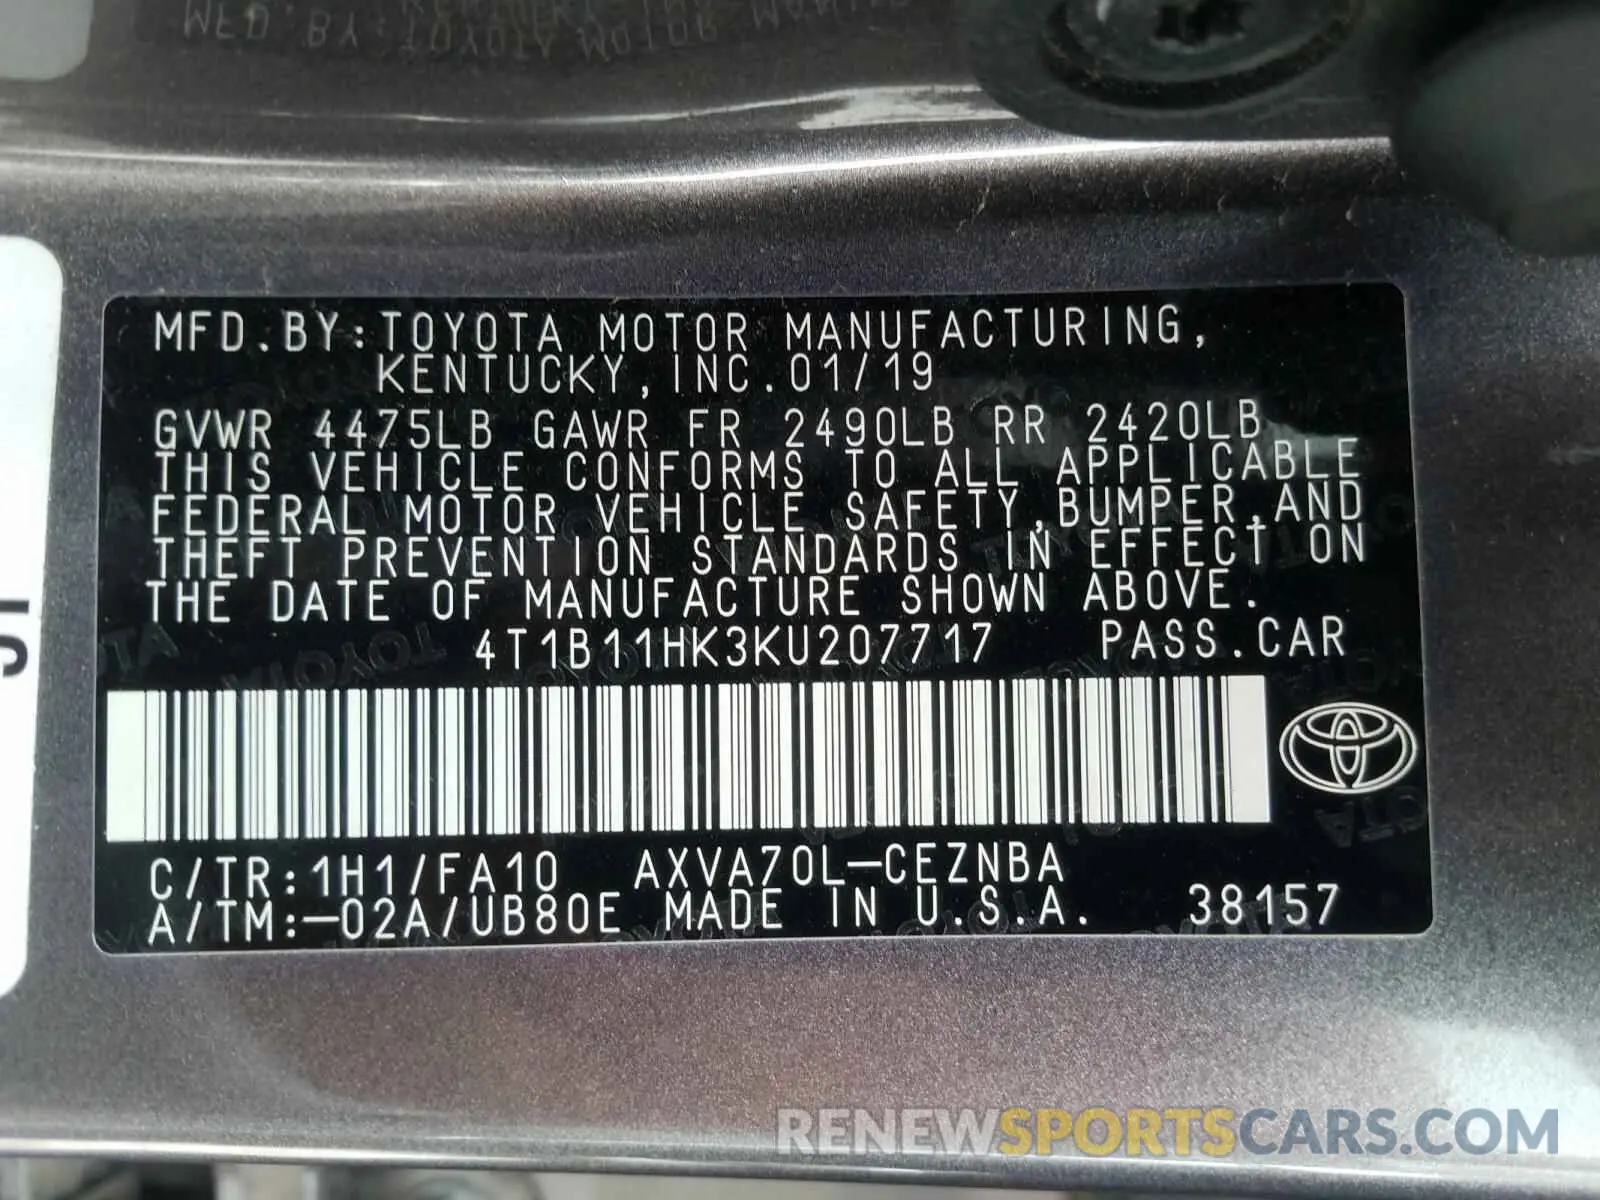 MFD.BY:TOYOTA MOTOR MANUFACTURING,
KENTUCKY,INC.01/19
GVWR 4475LB GAWR FR 2490LB RR 2420LB
THIS VEHICLE CONFORMS TO ALL APPLICABLE
FEDERAL MOTOR VEHICLE SAFETY,BUMPER,AND
THEFT PREVENTION STANDARDS IN EFFECT ON
THE DATE OF MANUFACTURE SHOWN ABOVE.
4T1B11HK3KU207717 PASS.CAR
C/TR:1H1/FA10 AXVA70L-CEZNBA
A/TM:-02A/UB80E MADE IN U.S.A. 38157
RENEWSPORTSCARS.COM